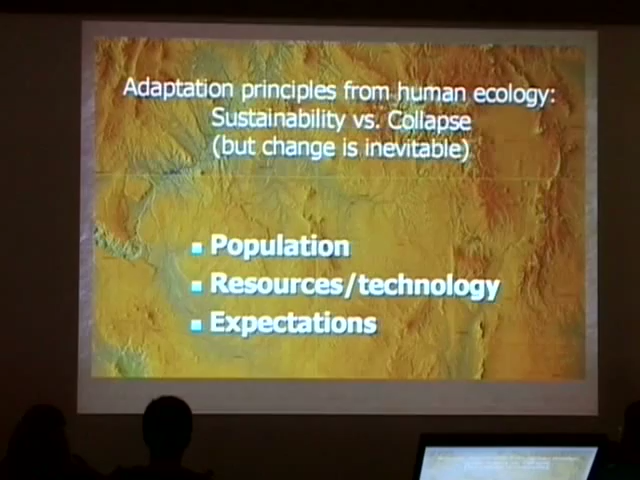 Adaptation principles from human ecology:
Sustainability vs. Collapse
(but change is inevitable)
Population
Resources/technology
Expectations